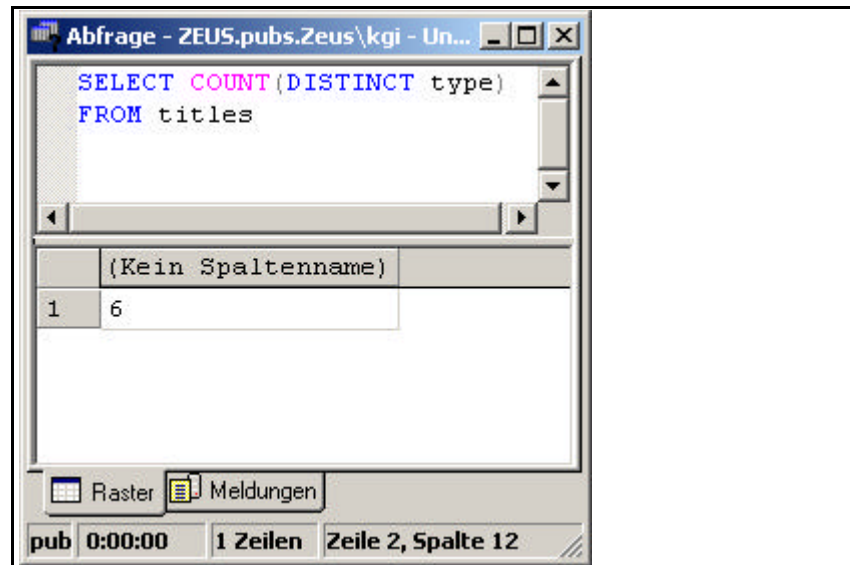 Abfrage - ZEUS.pubs.Zeus\kgi - Un...
SELECT COUNT(DISTINCT type)
FROM titles
(Kein Spaltenname)
1 6
Raster Meldungen
pub 0:00:00 1 Zeilen Zeile 2, Spalte 12